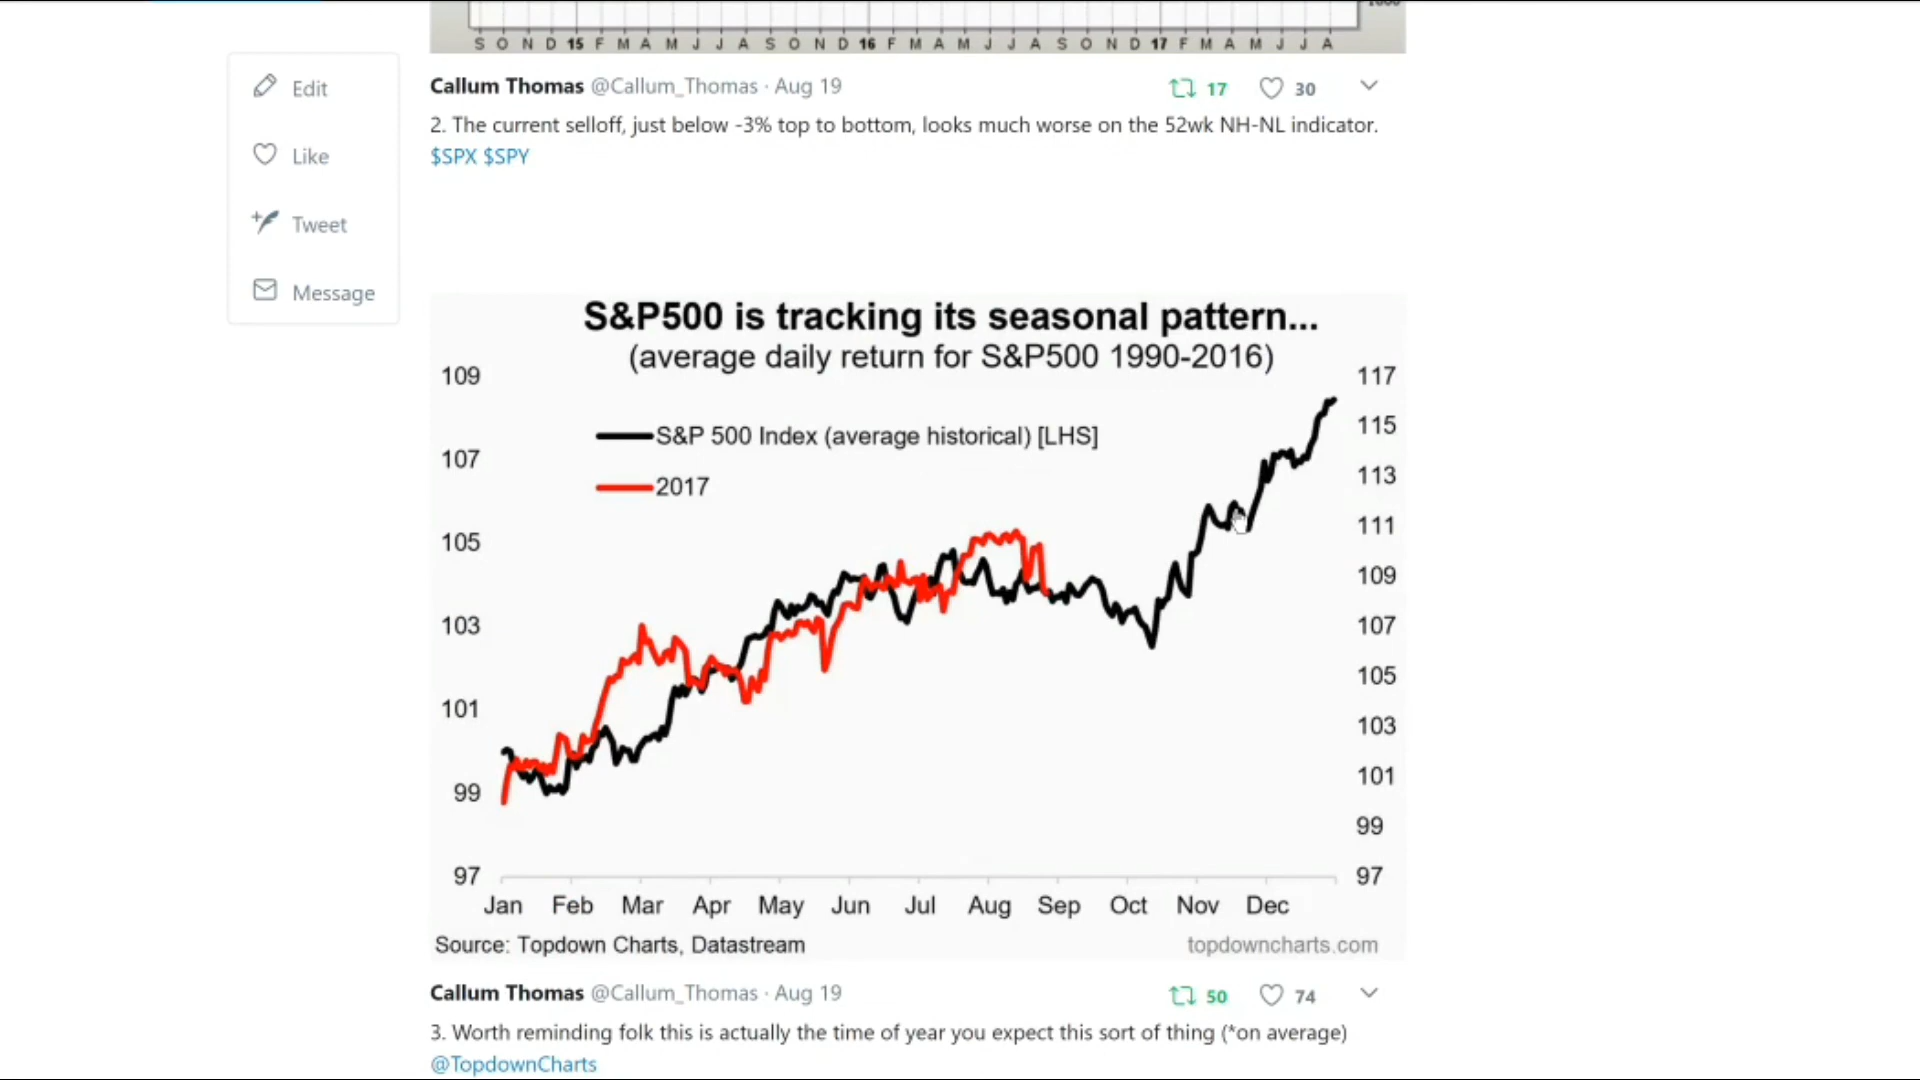 1600
S O N D 15 F M A M J J A S O N D 16 F M A M J J A S O N D 17 F M A M J J A
Edit
Like
Tweet
Message
Callum Thomas @Callum_Thomas · Aug 19 17 30
2. The current selloff, just below -3% top to bottom, looks much worse on the 52wk NH-NL indicator.
$SPX $SPY
S&P500 is tracking its seasonal pattern...
(average daily return for S&P500 1990-2016)
S&P 500 Index (average historical) [LHS]
2017
109
107
105
103
101
99
97
117
115
113
111
109
107
105
103
101
99
97
Jan Feb Mar Apr May Jun Jul Aug Sep Oct Nov Dec
Source: Topdown Charts, Datastream
topdowncharts.com
Callum Thomas @Callum_Thomas · Aug 19 50 74
3. Worth reminding folk this is actually the time of year you expect this sort of thing (*on average)
@TopdownCharts